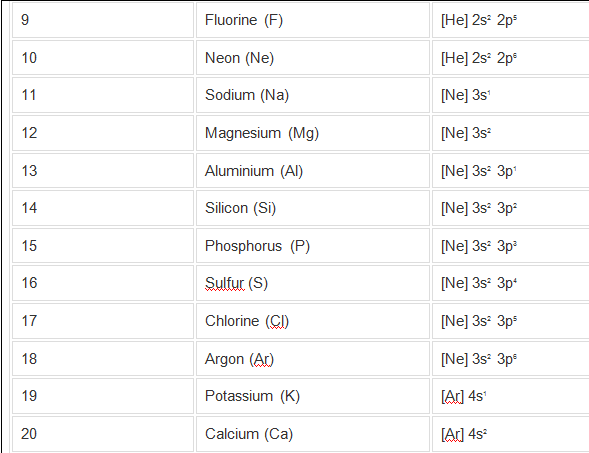 9 Fluorine (F) [He] 2s² 2p⁵
10 Neon (Ne) [He] 2s² 2p⁶
11 Sodium (Na) [Ne] 3s¹
12 Magnesium (Mg) [Ne] 3s²
13 Aluminium (Al) [Ne] 3s² 3p¹
14 Silicon (Si) [Ne] 3s² 3p²
15 Phosphorus (P) [Ne] 3s² 3p³
16 Sulfur (S) [Ne] 3s² 3p⁴
17 Chlorine (Cl) [Ne] 3s² 3p⁵
18 Argon (Ar) [Ne] 3s² 3p⁶
19 Potassium (K) [Ar] 4s¹
20 Calcium (Ca) [Ar] 4s²